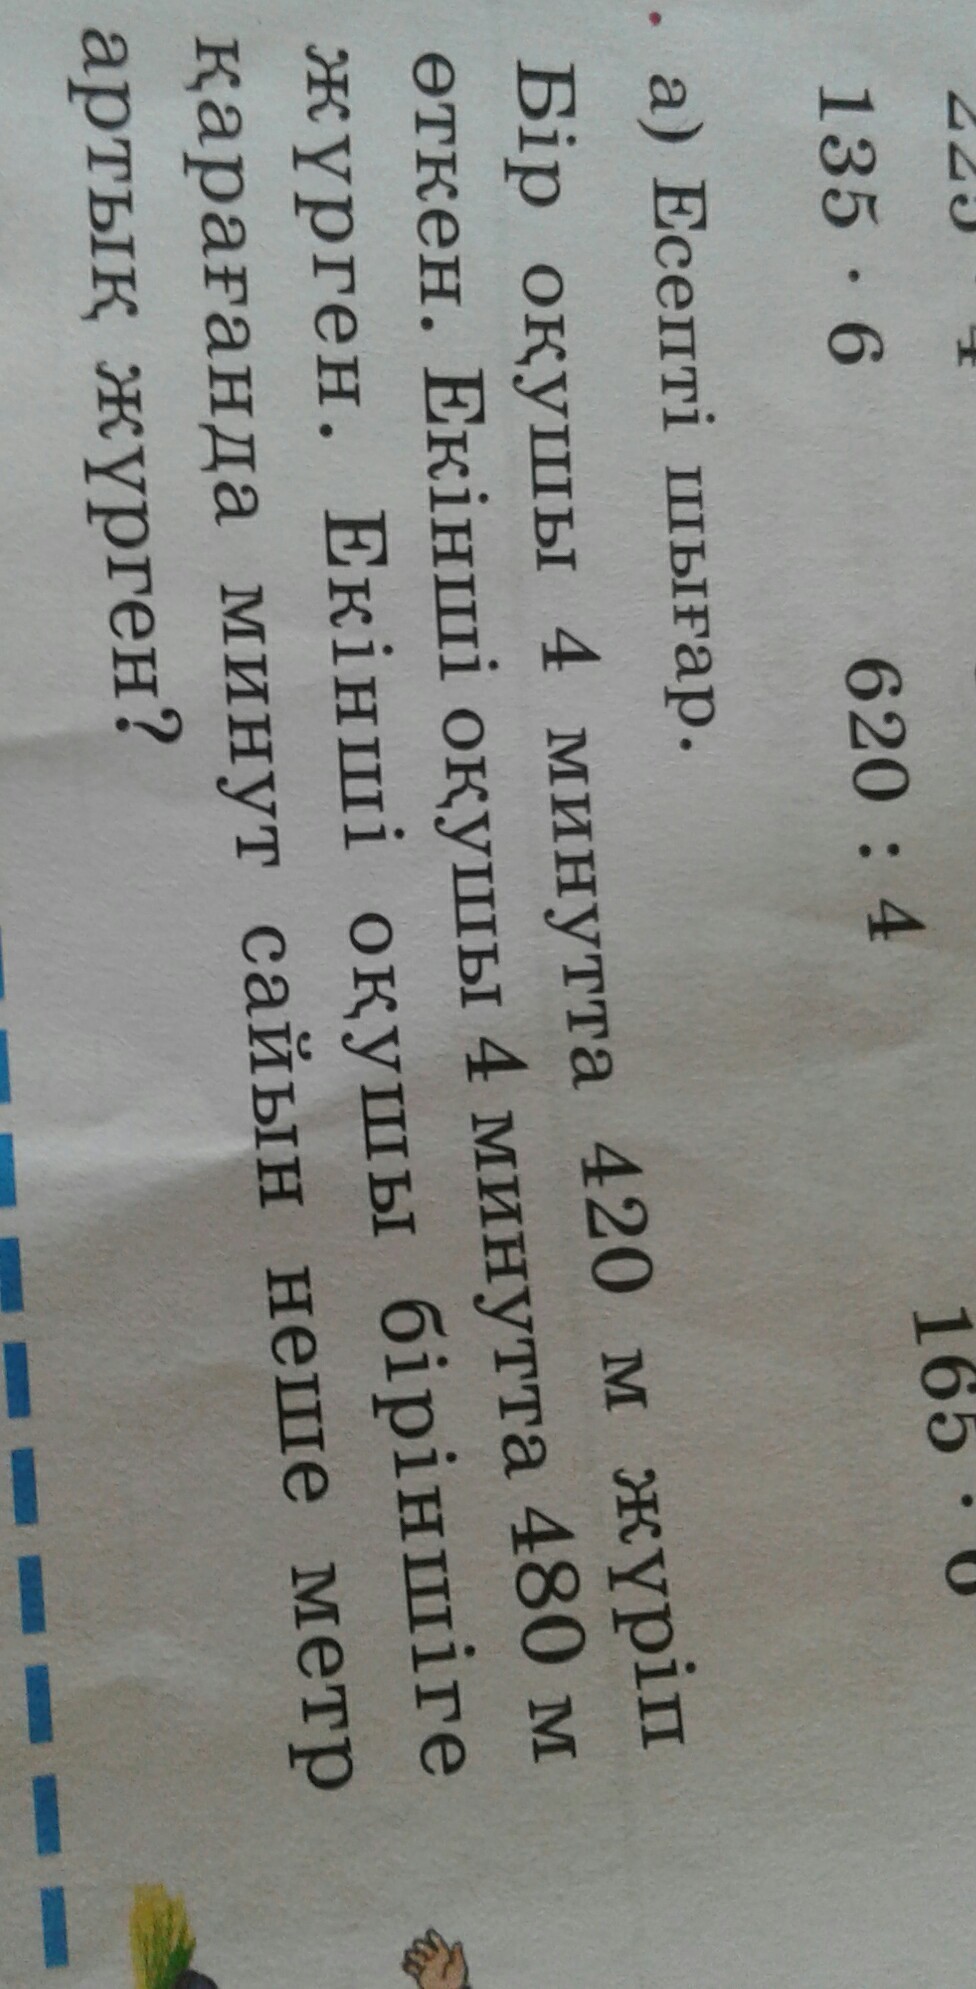 135 · 6 620 : 4 165 ·
а) Есепті шығар.
Бір оқушы 4 минутта 420 м жүріп
өткен. Екінші оқушы 4 минутта 480 м
жүрген. Екінші оқушы біріншіге
қарағанда минут сайын неше метр
артық жүрген?